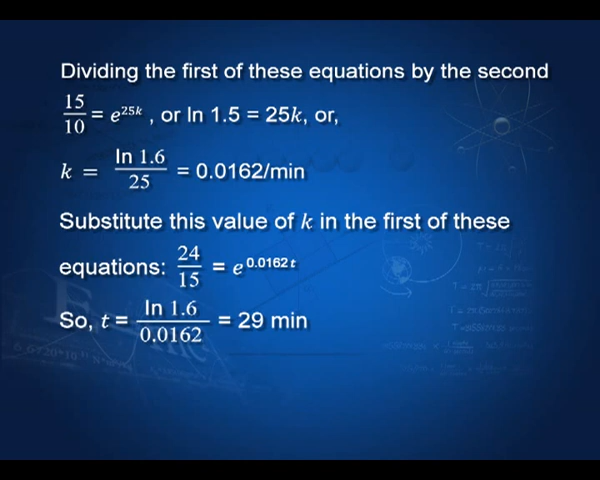 Dividing the first of these equations by the second
15/10 = e^25k , or ln 1.5 = 25k, or,
k = ln 1.6/25 = 0.0162/min
Substitute this value of k in the first of these
equations: 24/15 = e^0.0162 t
So, t = ln 1.6/0.0162 = 29 min